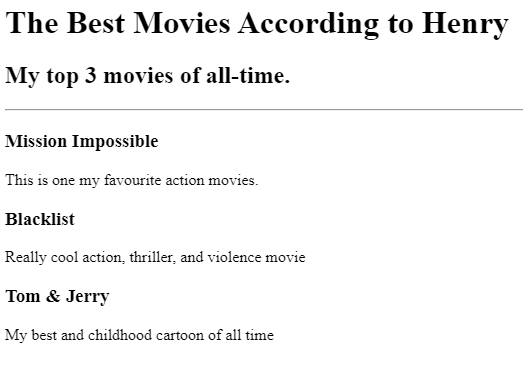 The Best Movies According to Henry
My top 3 movies of all-time.
Mission Impossible
This is one my favourite action movies.
Blacklist
Really cool action, thriller, and violence movie
Tom & Jerry
My best and childhood cartoon of all time